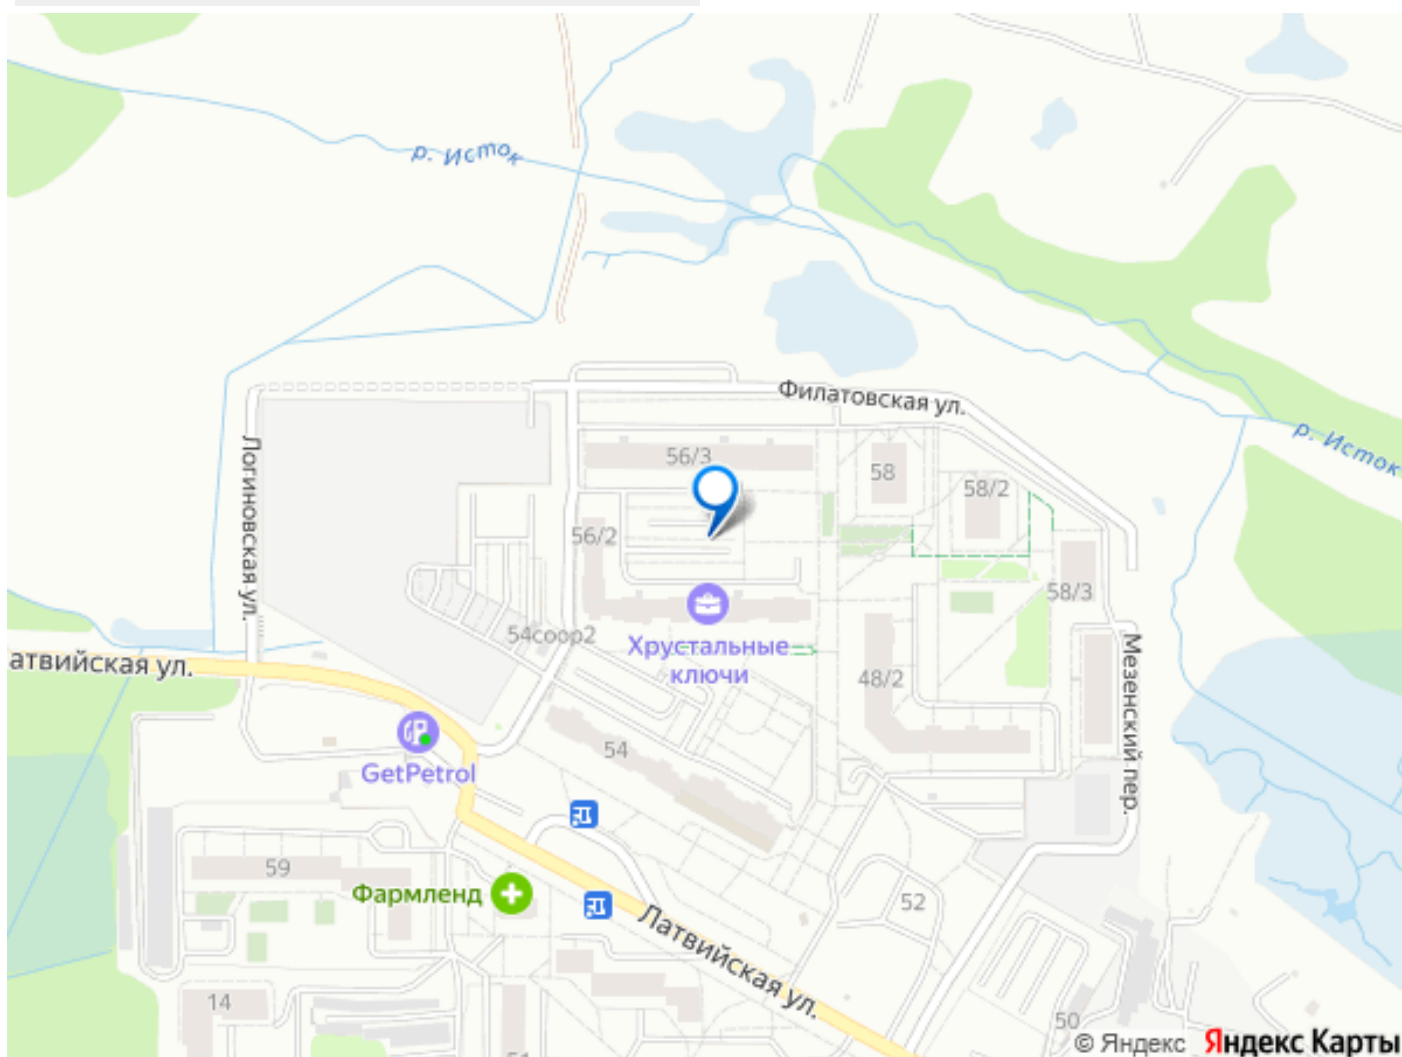 р. Исток
Филатовская ул.
р. Исток
Логиновская ул.
56/3
58
58/2
56/2
58/3
54соор2
Хрустальные
ключи
48/2
Мезенский пер.
атвийская ул.
GetPetrol
54
59
Фармленд
52
Латвийская ул.
14
50
© Яндекс Яндекс Карты